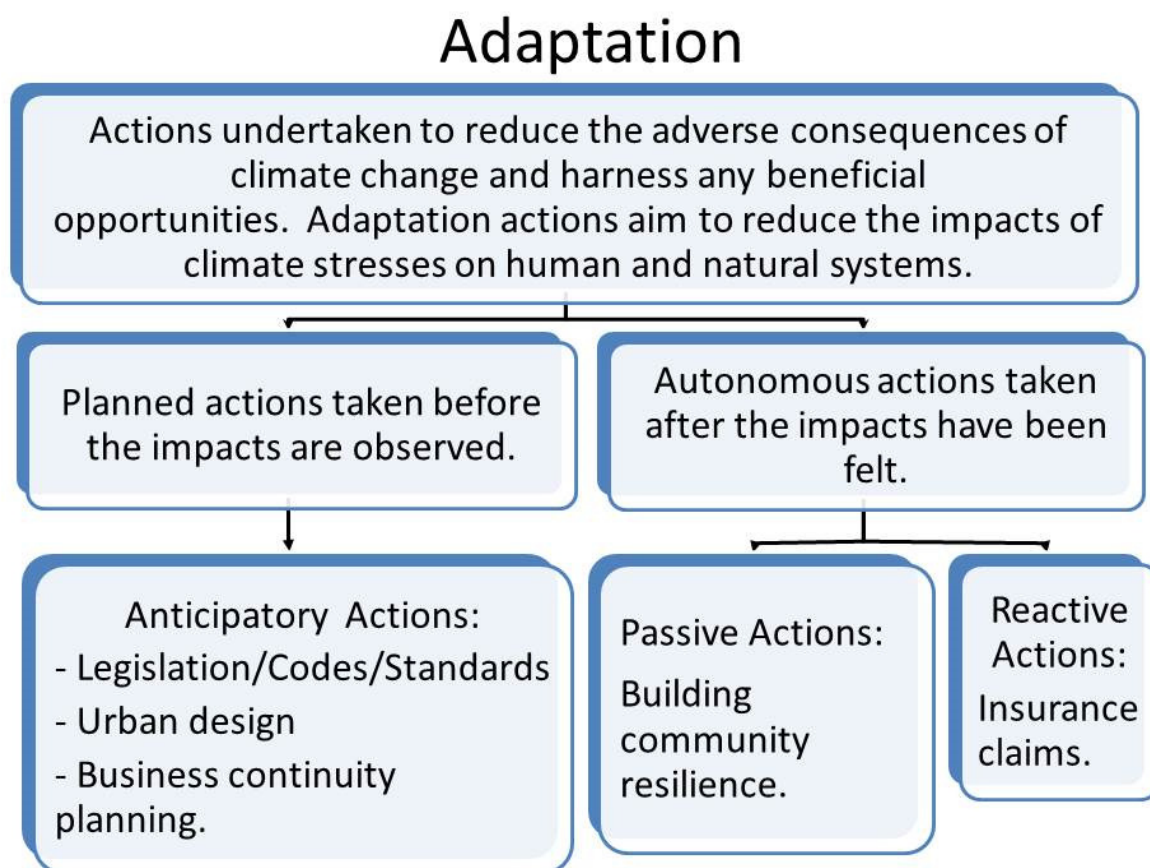 Adaptation
Actions undertaken to reduce the adverse consequences of
climate change and harness any beneficial
opportunities.  Adaptation actions aim to reduce the impacts of
climate stresses on human and natural systems.
Planned actions taken before
the impacts are observed.
Autonomous actions taken
after the impacts have been
felt.
Anticipatory  Actions:
- Legislation/Codes/Standards
- Urban design
- Business continuity
planning.
Passive Actions:
Building
community
resilience.
Reactive
Actions:
Insurance
claims.